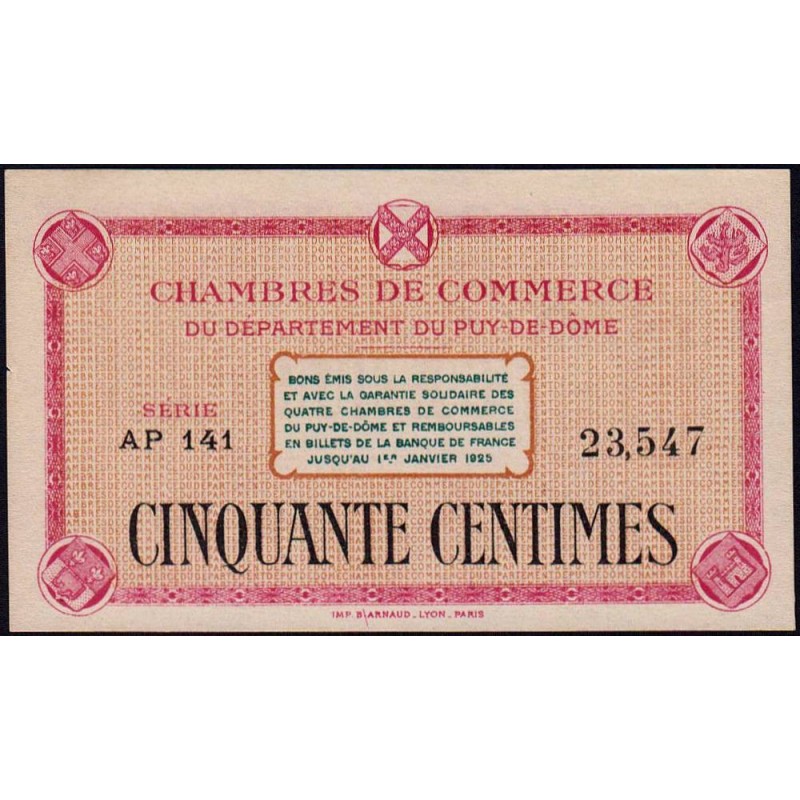 CHAMBRES DE COMMERCE
DU DÉPARTEMENT DU PUY-DE-DÔME
BONS ÉMIS SOUS LA RESPONSABILITÉ
ET AVEC LA GARANTIE SOLIDAIRE DES
QUATRE CHAMBRES DE COMMERCE
DU PUY-DE-DÔME ET REMBOURSABLES
EN BILLETS DE LA BANQUE DE FRANCE
JUSQU'AU 1ER JANVIER 1925
SÉRIE
AP 141
23,547
CINQUANTE CENTIMES
IMP. B\ARNAUD_LYON_PARIS